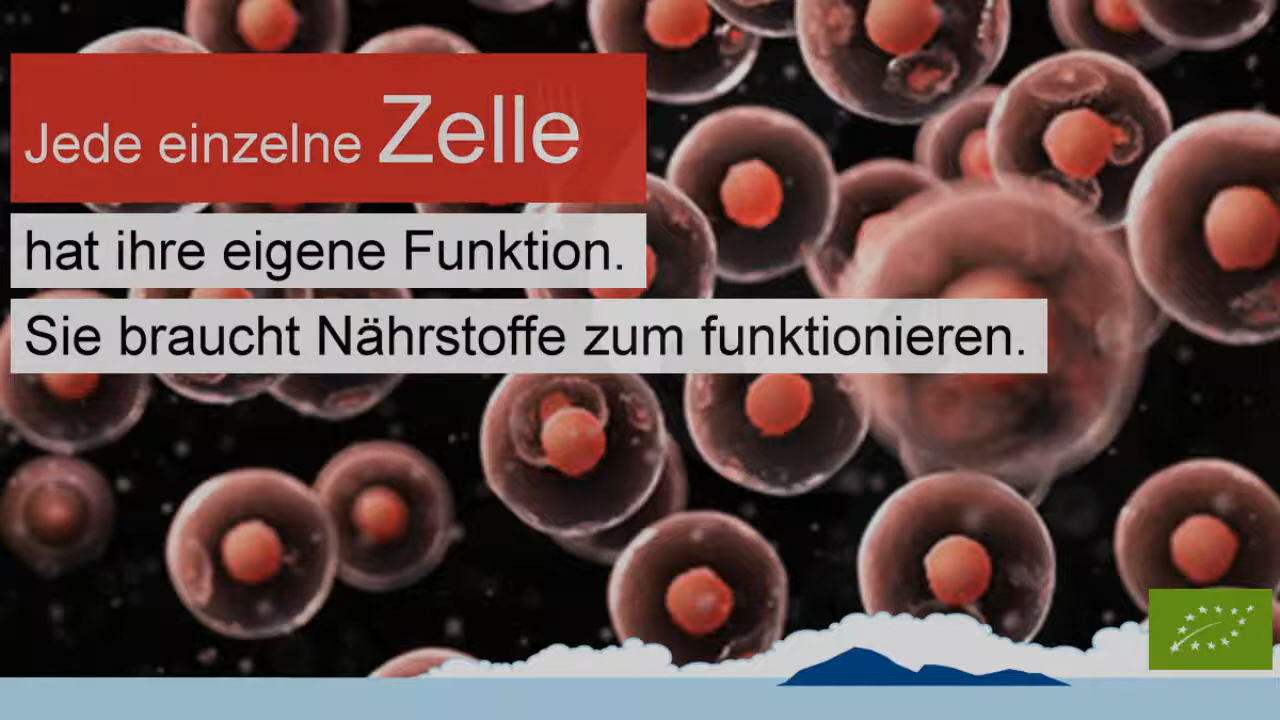 Jede einzelne Zelle
hat ihre eigene Funktion.
Sie braucht Nährstoffe zum funktionieren.